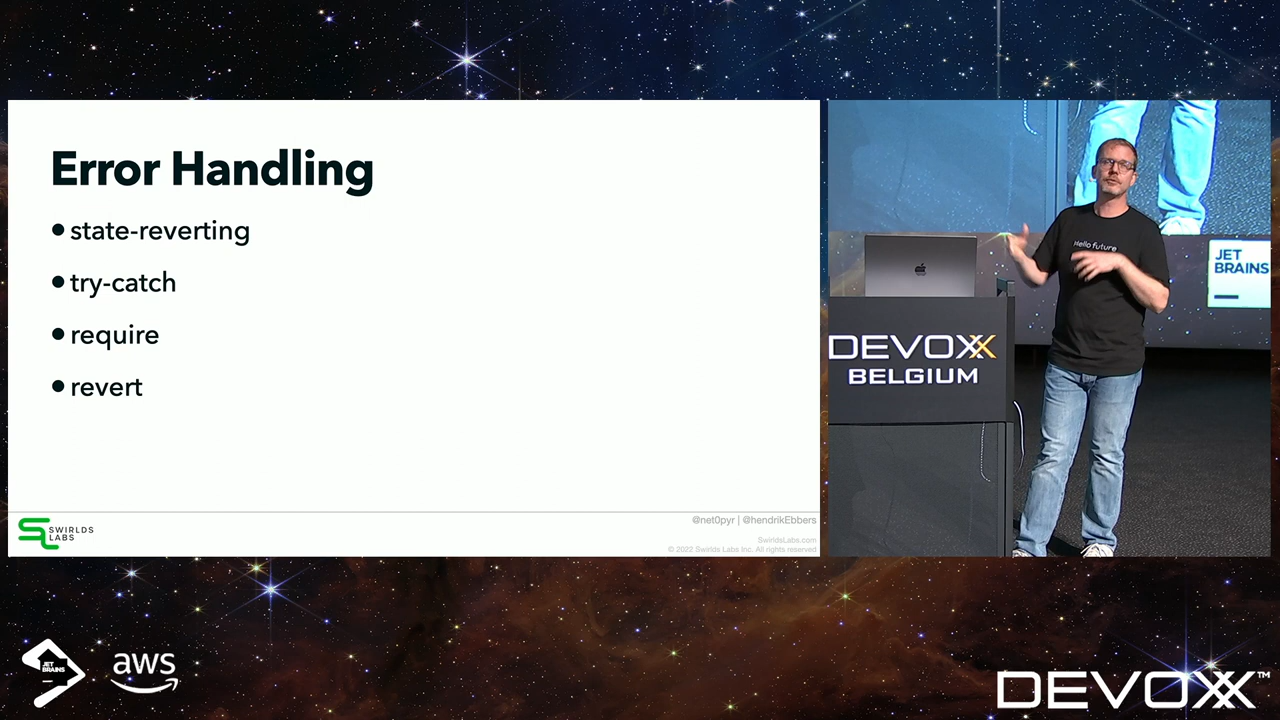 Error Handling
• state-reverting
• try-catch
• require
• revert
SWIRLDS
LABS
@net0pyr | @hendrikEbbers
SwirldsLabs.com
© 2022 Swirlds Labs Inc. All rights reserved
Hello future
JET
BRAINS
DEVOXX
BELGIUM
JET
BRAINS
aws
DEVOXX™